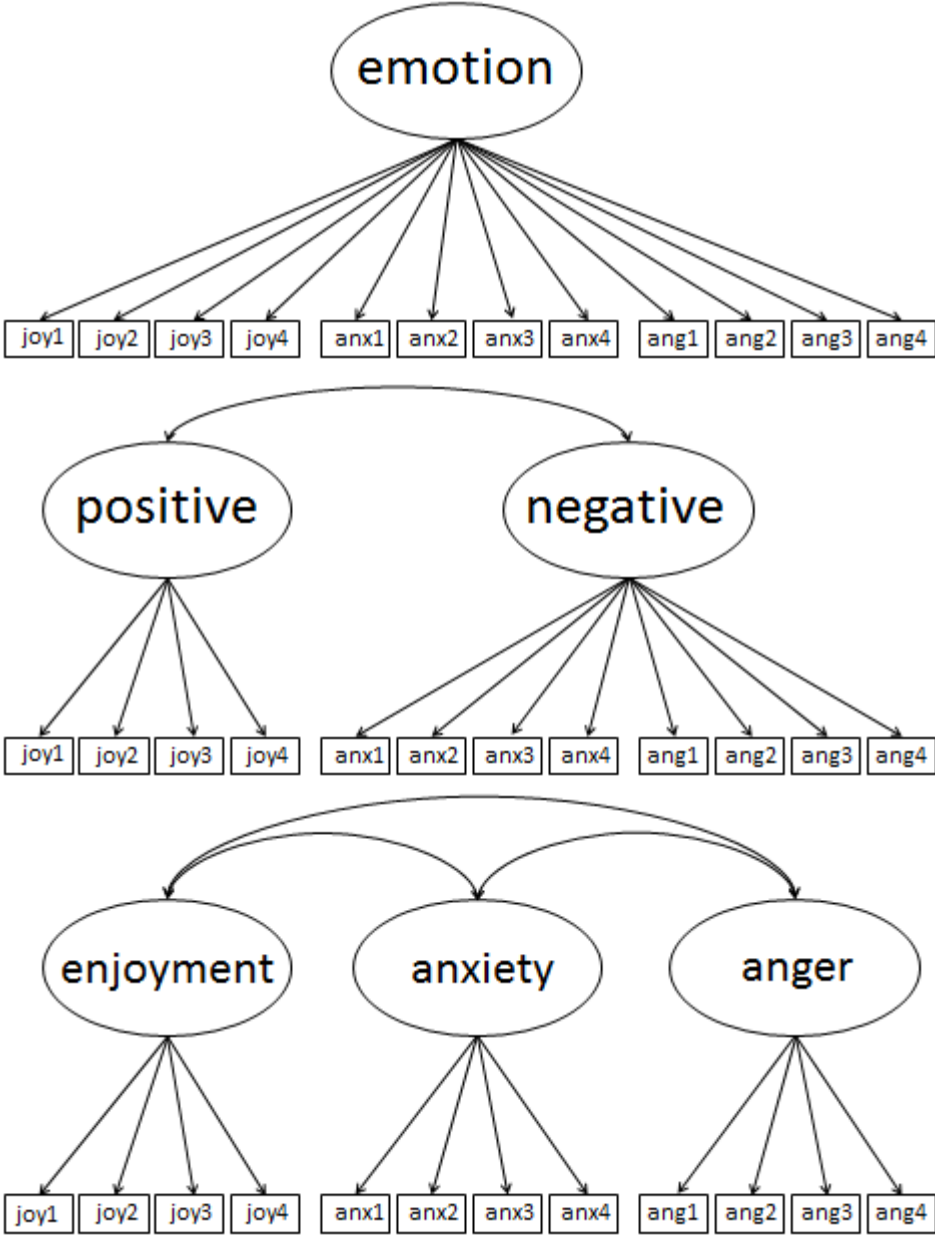 emotion
joy1 joy2 joy3 joy4 anx1 anx2 anx3 anx4 ang1 ang2 ang3 ang4
positive negative
joy1 joy2 joy3 joy4 anx1 anx2 anx3 anx4 ang1 ang2 ang3 ang4
enjoyment anxiety anger
joy1 joy2 joy3 joy4 anx1 anx2 anx3 anx4 ang1 ang2 ang3 ang4